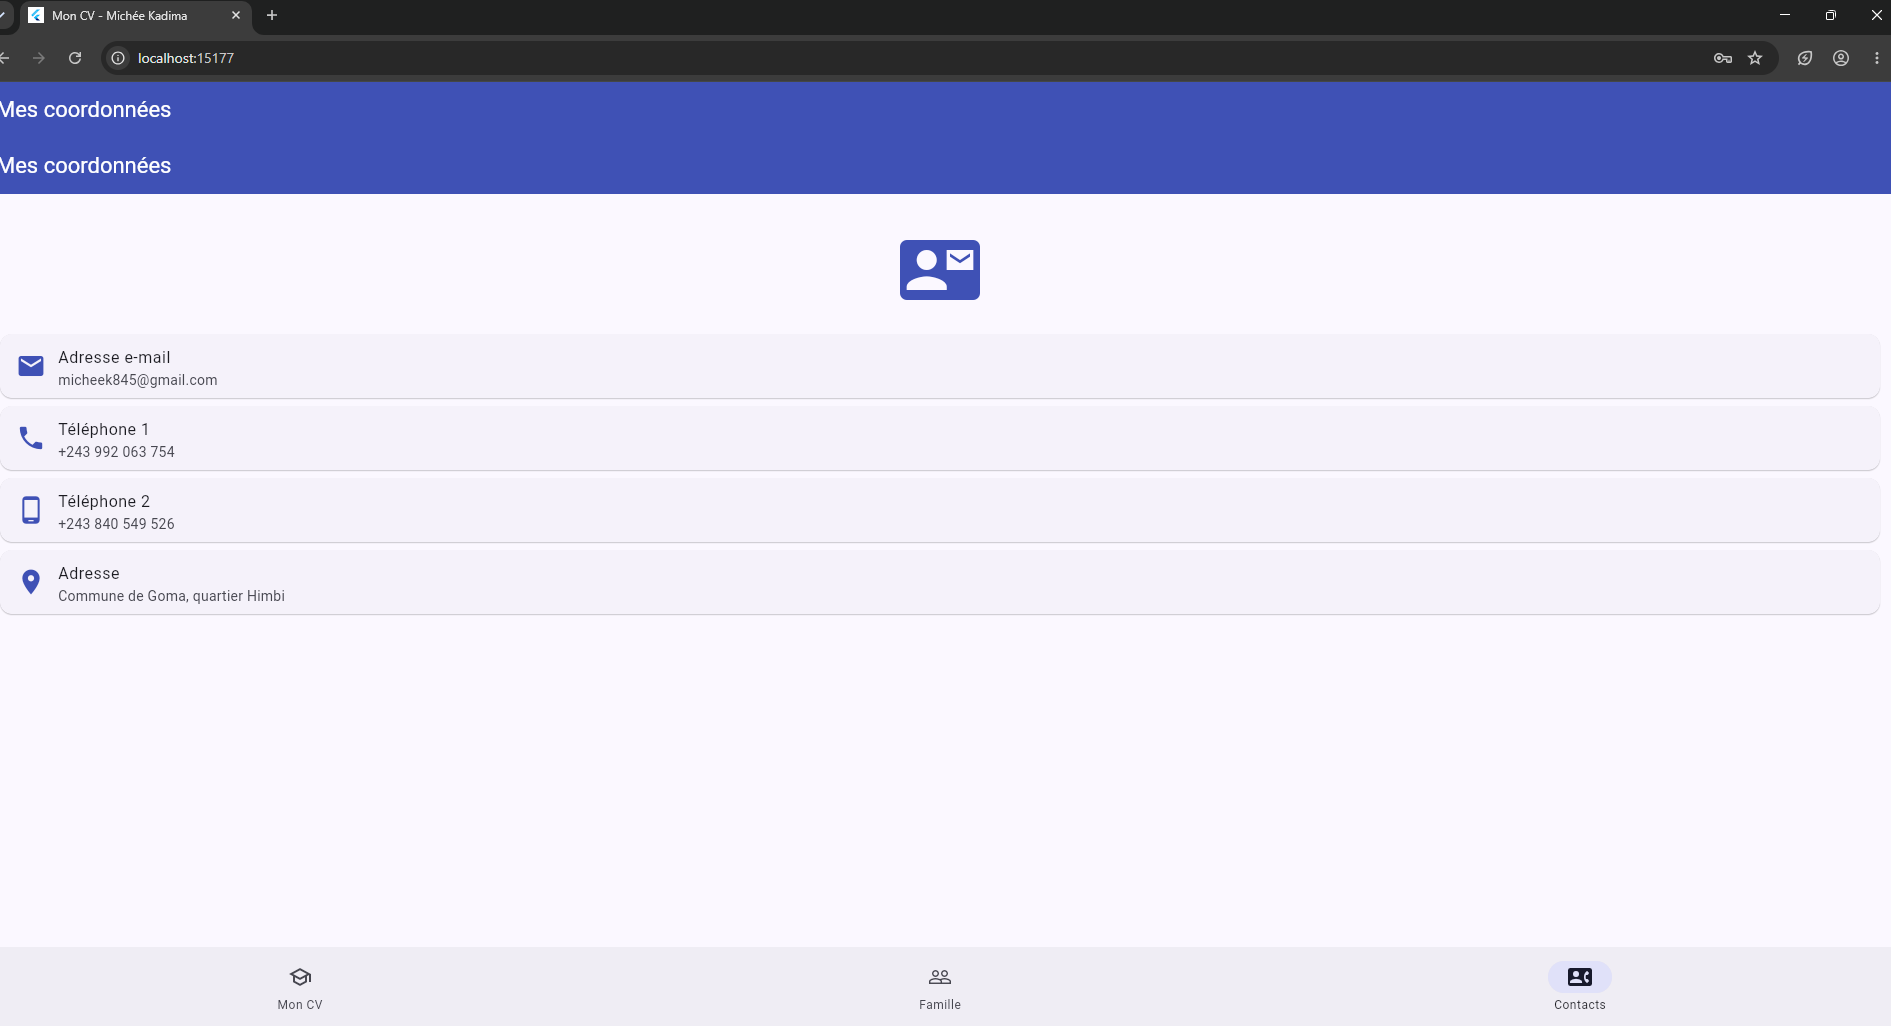 Mon CV - Michée Kadima
localhost:15177
Mes coordonnées
Mes coordonnées
Adresse e-mail
micheek845@gmail.com
Téléphone 1
+243 992 063 754
Téléphone 2
+243 840 549 526
Adresse
Commune de Goma, quartier Himbi
Mon CV
Famille
Contacts